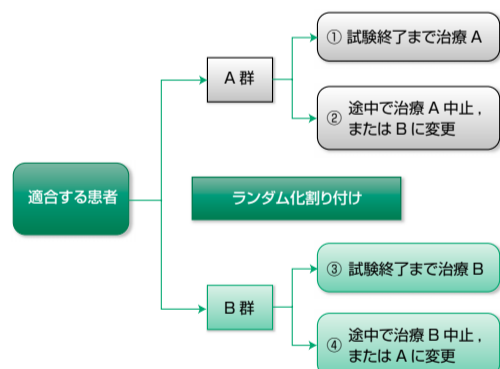 ① 試験終了まで治療 A
A 群
② 途中で治療 A 中止，
または B に変更
適合する患者
ランダム化割り付け
③ 試験終了まで治療 B
B 群
④ 途中で治療 B 中止，
または A に変更